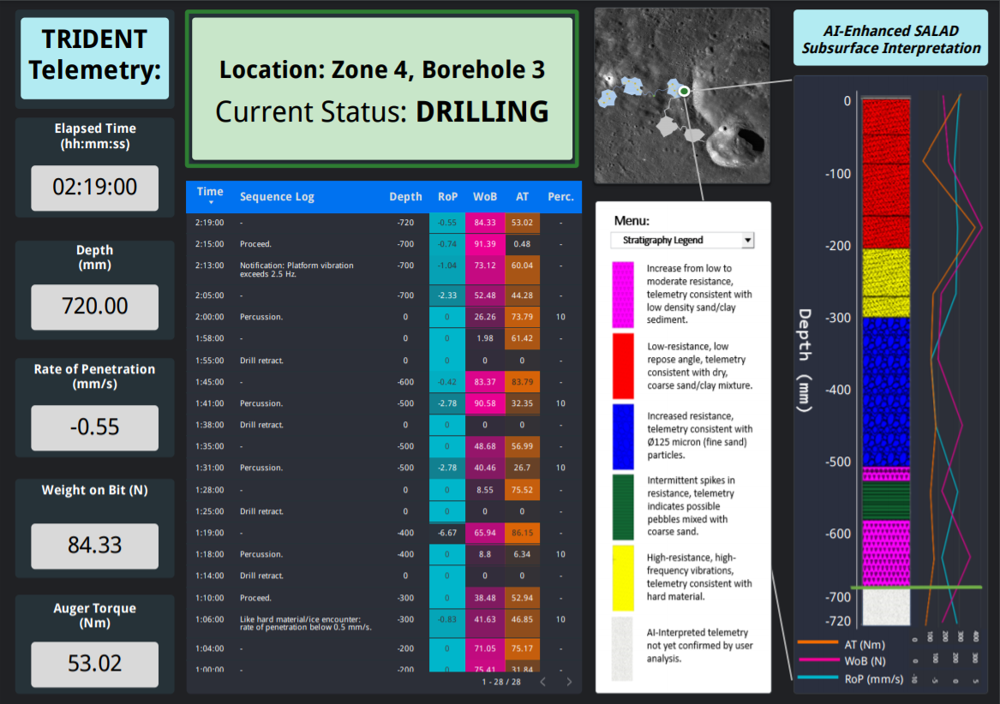 TRIDENT
Telemetry:
Elapsed Time
(hh:mm:ss)
02:19:00
Depth
(mm)
720.00
Rate of Penetration
(mm/s)
-0.55
Weight on Bit (N)
84.33
Auger Torque
(Nm)
53.02
Location: Zone 4, Borehole 3
Current Status: DRILLING
Time Sequence Log Depth RoP WoB AT Perc.
2:19:00 - -720 -0.55 84.33 53.02 -
2:15:00 Proceed. -700 -0.74 91.39 0.48 -
2:13:00 Notification: Platform vibration -700 -1.04 73.12 60.04 -
exceeds 2.5 Hz.
2:05:00 - -700 -2.33 52.48 44.28 -
2:00:00 Percussion. 0 0 26.26 73.79 10
1:58:00 - 0 0 1.98 61.42 -
1:55:00 Drill retract. 0 0 0 0 -
1:45:00 - -600 -0.42 83.37 83.79 -
1:41:00 Percussion. -500 -2.78 90.58 32.35 10
1:38:00 Drill retract. 0 0 0 0 -
1:35:00 - -500 0 48.68 56.99 -
1:31:00 Percussion. -500 -2.78 40.46 26.7 10
1:28:00 - 0 0 8.55 75.52 -
1:25:00 Drill retract. 0 0 0 0 -
1:19:00 - -400 -6.67 65.94 86.15 -
1:18:00 Percussion. -400 0 8.8 6.34 10
1:14:00 Drill retract. 0 0 0 0 -
1:10:00 Proceed. -300 0 38.48 52.94 -
1:06:00 Like hard material/ice encounter: -300 -0.83 41.63 46.85 10
rate of penetration below 0.5 mm/s.
1:04:00 - -200 0 71.05 75.17 -
1:00:00 - -200 0 75.41 31.84 -
1 - 28 / 28
Menu:
Stratigraphy Legend
Increase from low to
moderate resistance,
telemetry consistent with
low density sand/clay
sediment.
Low-resistance, low
repose angle, telemetry
consistent with dry,
coarse sand/clay mixture.
Increased resistance,
telemetry consistent with
Ø125 micron (fine sand)
particles.
Intermittent spikes in
resistance, telemetry
indicates possible
pebbles mixed with
coarse sand.
High-resistance, high-
frequency vibrations,
telemetry consistent with
hard material.
AI-Interpreted telemetry
not yet confirmed by user
analysis.
AI-Enhanced SALAD
Subsurface Interpretation
Depth (mm)
0
-100
-200
-300
-400
-500
-600
-700
-720
AT (Nm) 0 100 200 300 400
WoB (N) 0 100 200 300
RoP (mm/s) -10 -5 0 5